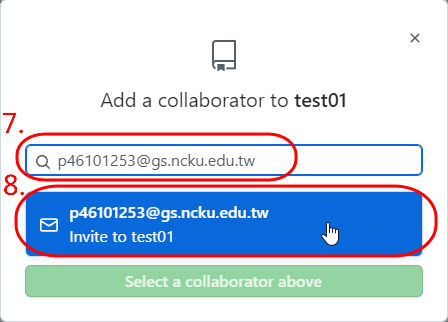 Add a collaborator to test01
7.
p46101253@gs.ncku.edu.tw
8.
p46101253@gs.ncku.edu.tw
Invite to test01
Select a collaborator above